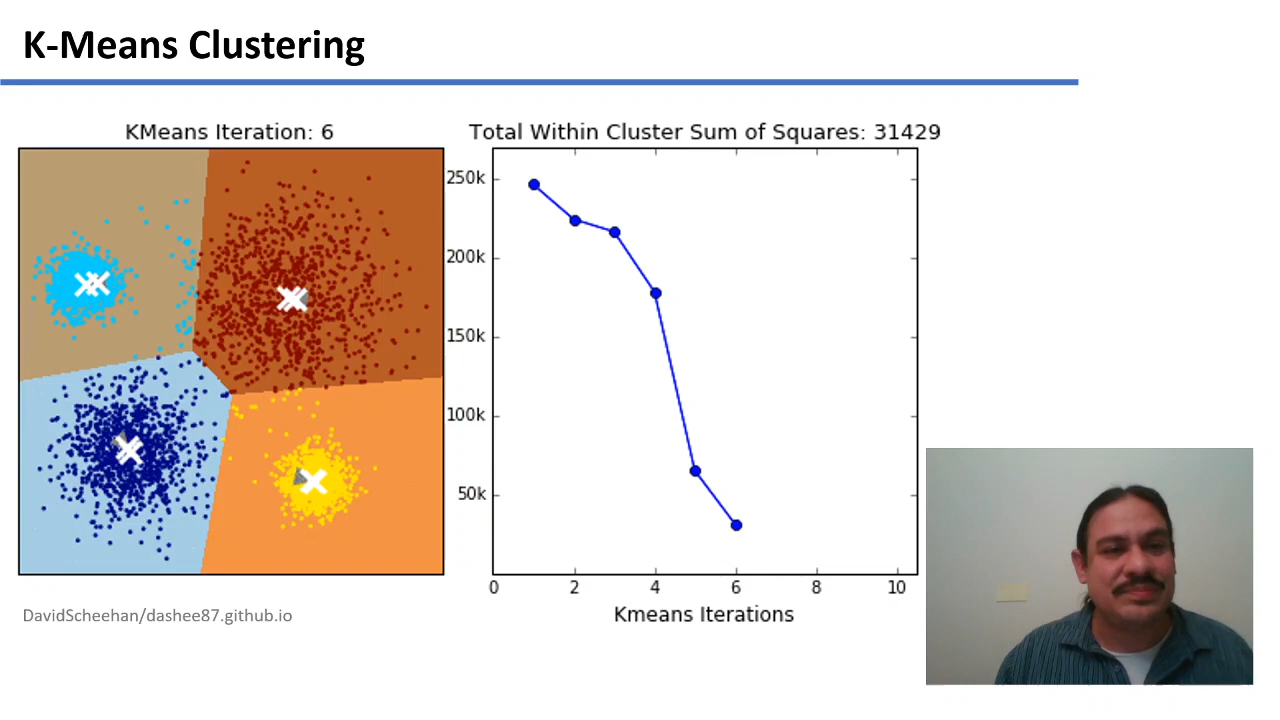 K-Means Clustering
KMeans Iteration: 6
Total Within Cluster Sum of Squares: 31429
250k
200k
150k
100k
50k
0 2 4 6 8 10
Kmeans Iterations
DavidScheehan/dashee87.github.io